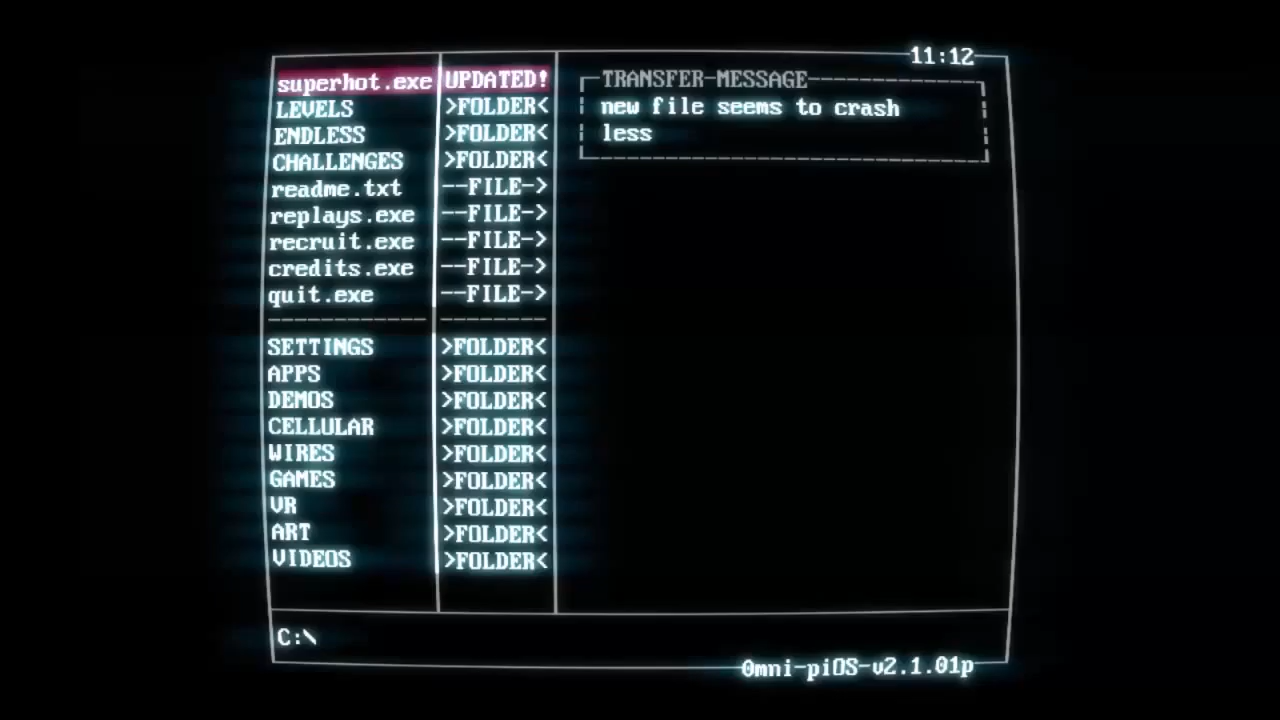 11:12
superhot.exe UPDATED!
LEVELS >FOLDER<
ENDLESS >FOLDER<
CHALLENGES >FOLDER<
readme.txt --FILE->
replays.exe --FILE->
recruit.exe --FILE->
credits.exe --FILE->
quit.exe --FILE->
SETTINGS >FOLDER<
APPS >FOLDER<
DEMOS >FOLDER<
CELLULAR >FOLDER<
WIRES >FOLDER<
GAMES >FOLDER<
VR >FOLDER<
ART >FOLDER<
VIDEOS >FOLDER<
TRANSFER-MESSAGE
new file seems to crash
less
C:\
0mni-piOS-v2.1.01p